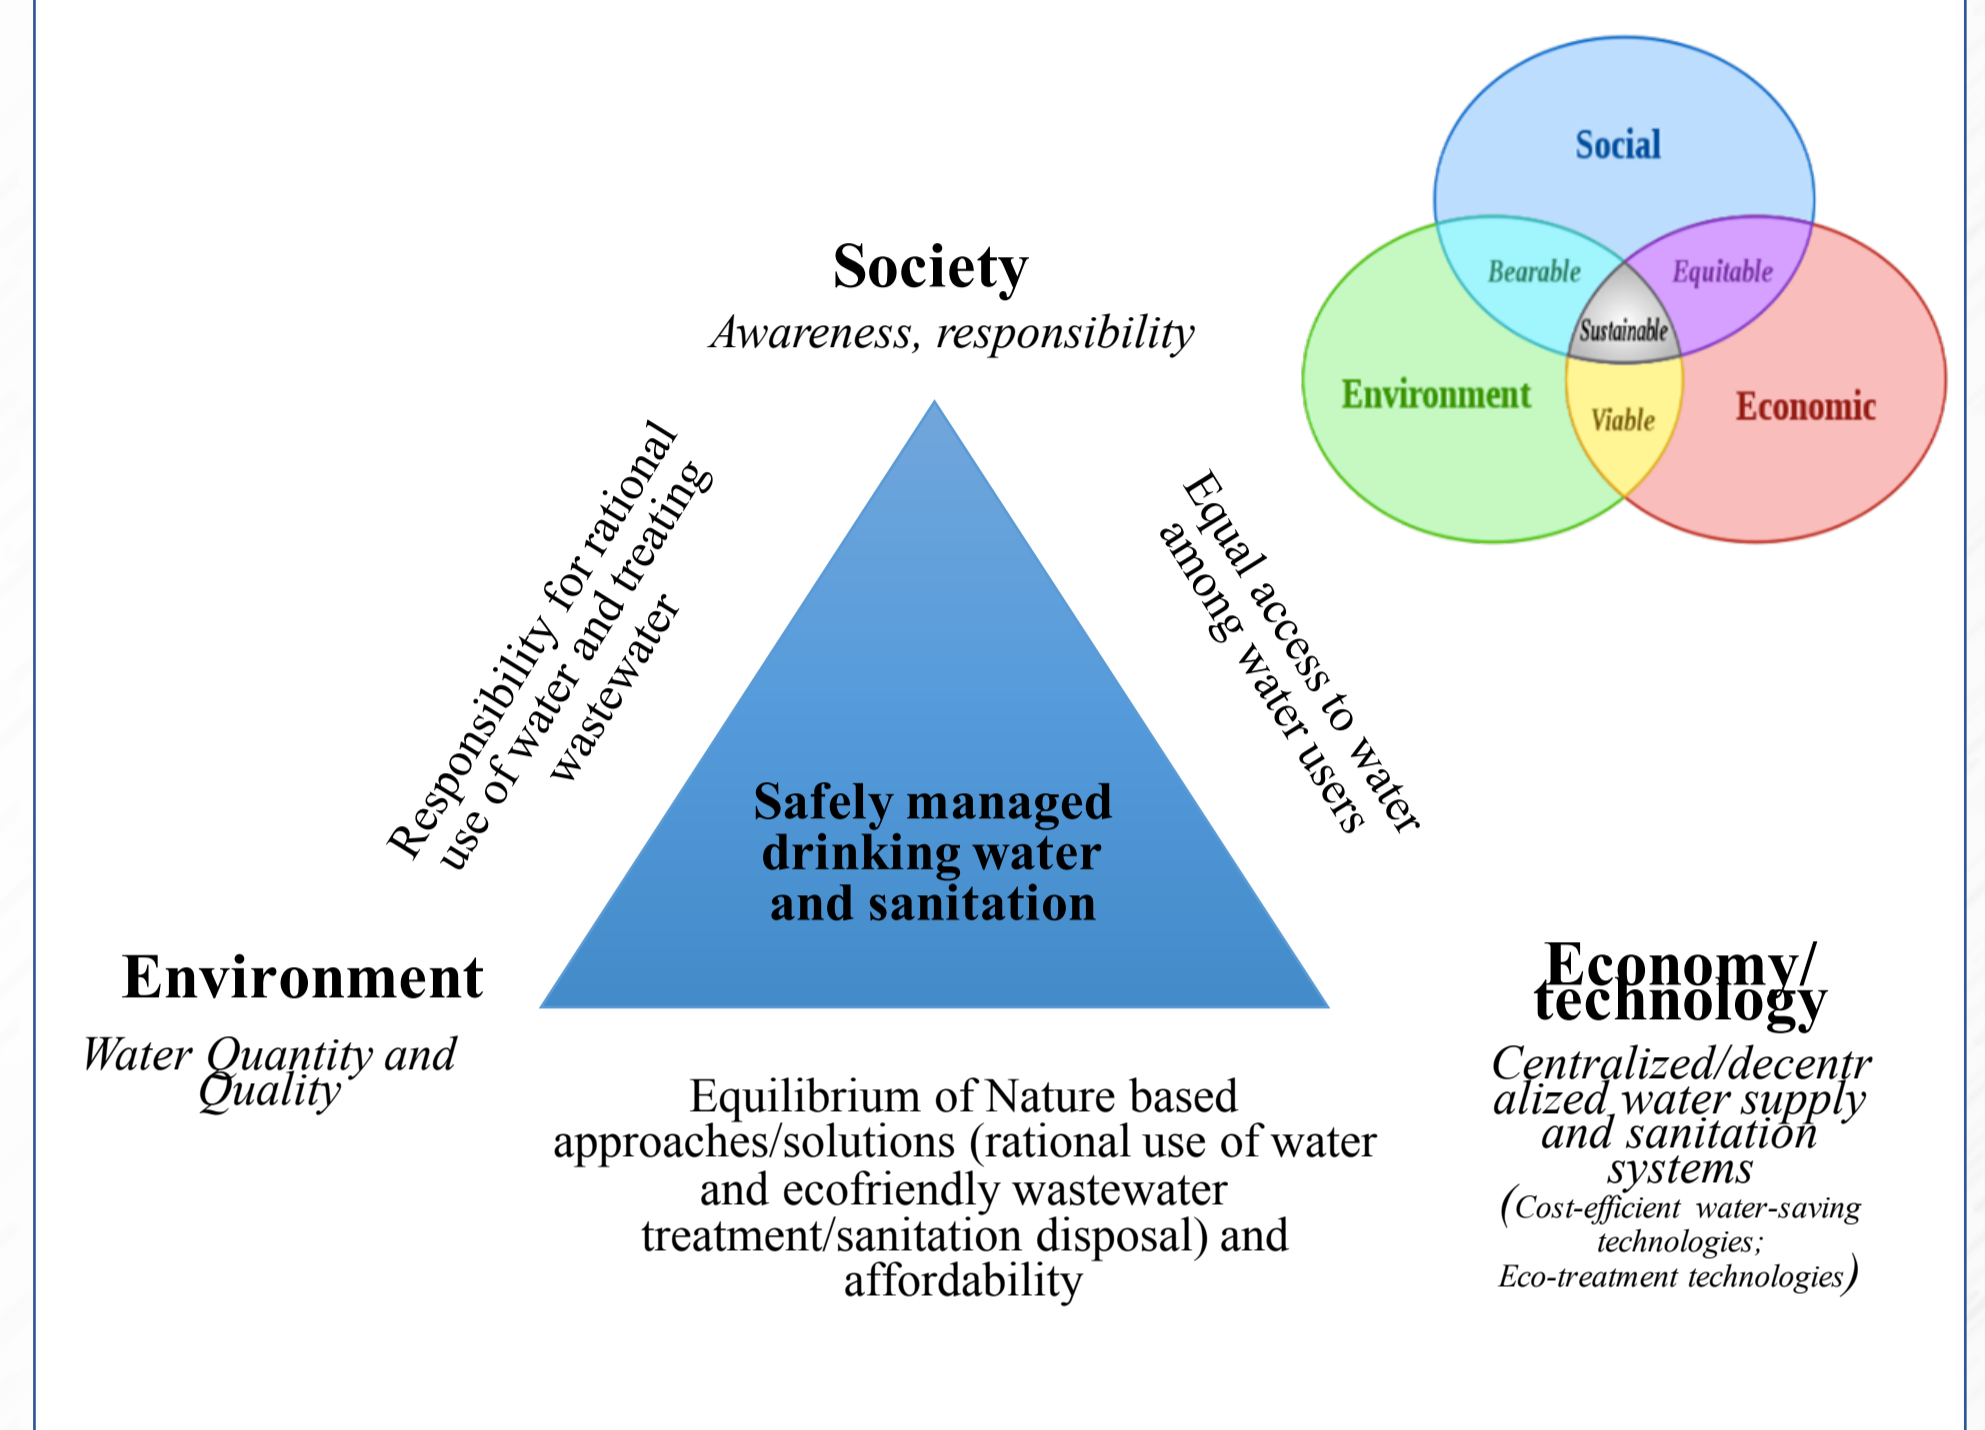 Social
Bearable
Equitable
Sustainable
Environment
Viable
Economic
Society
Awareness, responsibility
Responsibility for rational
use of water and treating
wastewater
Equal access to water
among water users
Safely managed
drinking water
and sanitation
Environment
Water Quantity and
Quality
Equilibrium of Nature based
approaches/solutions (rational use of water
and ecofriendly wastewater
treatment/sanitation disposal) and
affordability
Economy/
technology
Centralized/decentr
alized water supply
and sanitation
systems
(Cost-efficient water-saving
technologies;
Eco-treatment technologies)